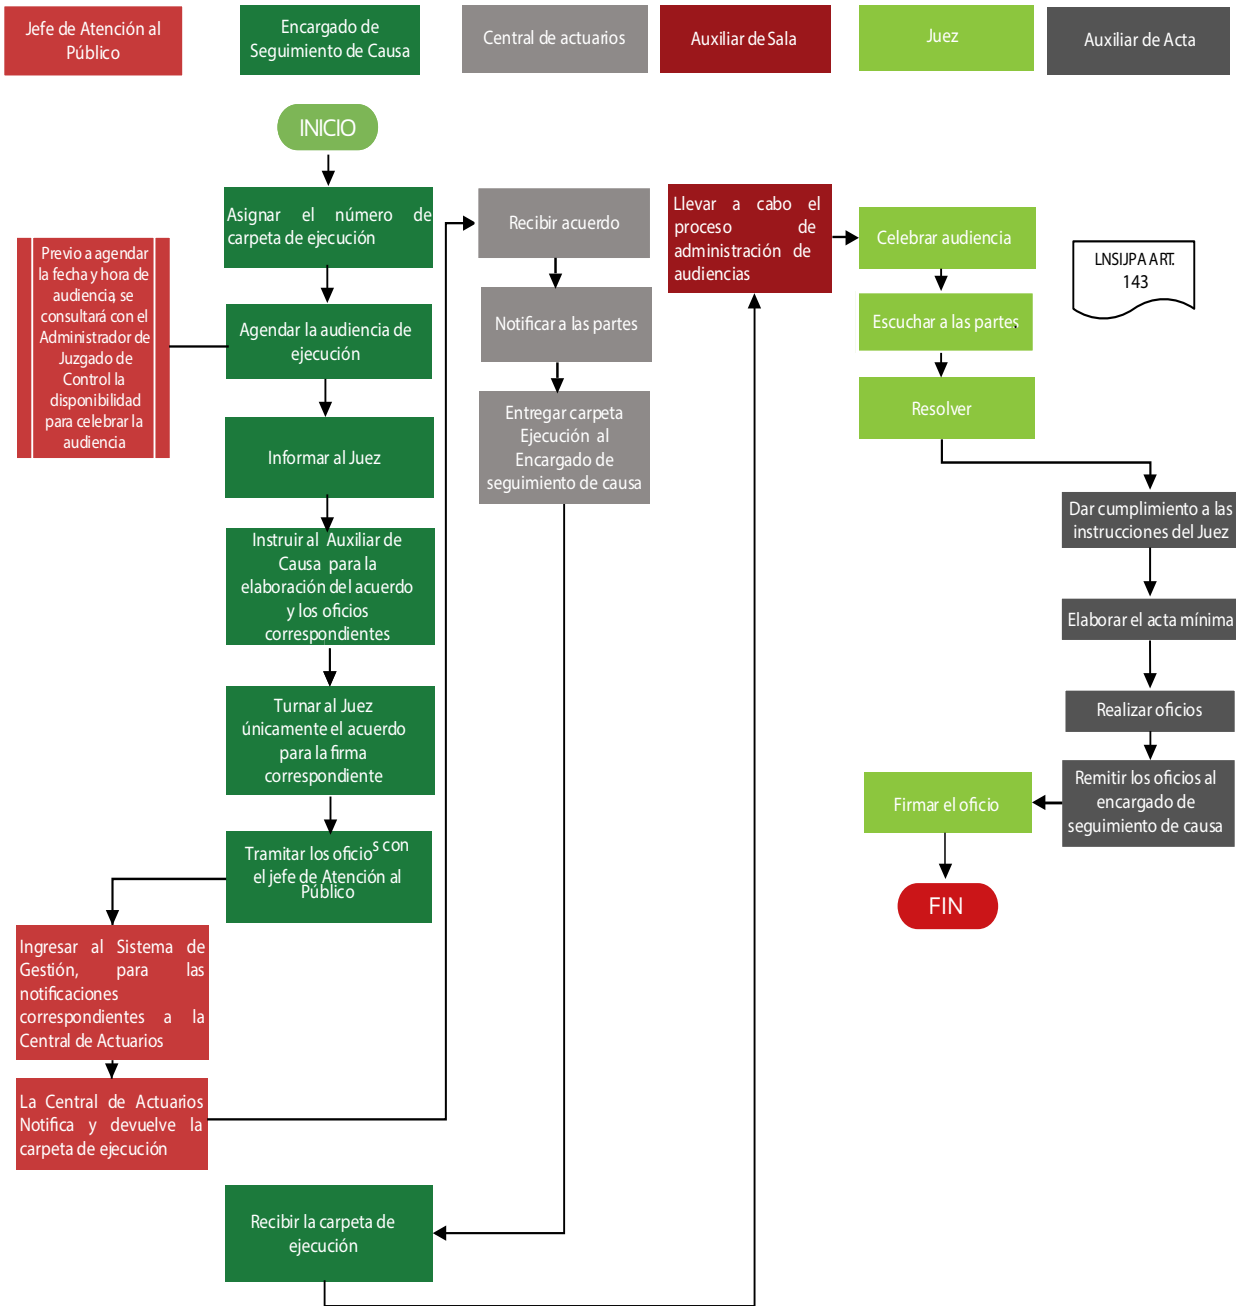 Jefe de Atención al
Público
Encargado de
Seguimiento de Causa
Central de actuarios
Auxiliar de Sala
Juez
Auxiliar de Acta
INICIO
Asignar el número de
carpeta de ejecución
Previo a agendar
la fecha y hora de
audiencia, se
consultará con el
Administrador de
Juzgado de
Control la
disponibilidad
para celebrar la
audiencia
Agendar la audiencia de
ejecución
Informar al Juez
Instruir al Auxiliar de
Causa para la
elaboración del acuerdo
y los oficios
correspondientes
Turnar al Juez
únicamente el acuerdo
para la firma
correspondiente
Tramitar los oficios con
el jefe de Atención al
Público
Ingresar al Sistema de
Gestión, para las
notificaciones
correspondientes a la
Central de Actuarios
La Central de Actuarios
Notifica y devuelve la
carpeta de ejecución
Recibir acuerdo
Notificar a las partes
Entregar carpeta
Ejecución al
Encargado de
seguimiento de causa
Recibir la carpeta de
ejecución
Llevar a cabo el
proceso de
administración de
audiencias
Celebrar audiencia
Escuchar a las partes.
Resolver
LNSIJPA ART.
143
Dar cumplimiento a las
instrucciones del Juez
Elaborar el acta mínima
Realizar oficios
Remitir los oficios al
encargado de
seguimiento de causa
Firmar el oficio
FIN